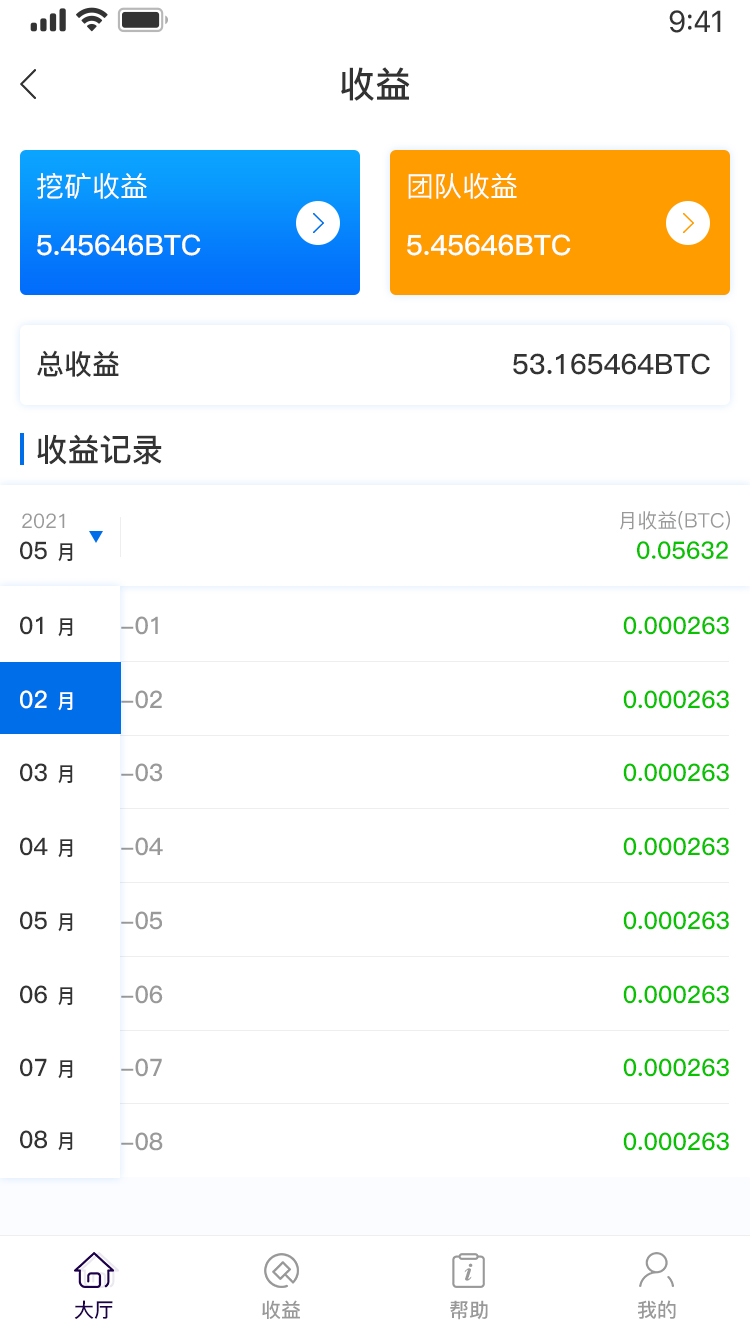 9:41
收益
挖矿收益
5.45646BTC
团队收益
5.45646BTC
总收益 53.165464BTC
收益记录
2021 月收益(BTC)
05 月 0.05632
01 月 –01 0.000263
02 月 –02 0.000263
03 月 –03 0.000263
04 月 –04 0.000263
05 月 –05 0.000263
06 月 –06 0.000263
07 月 –07 0.000263
08 月 –08 0.000263
大厅 收益 帮助 我的